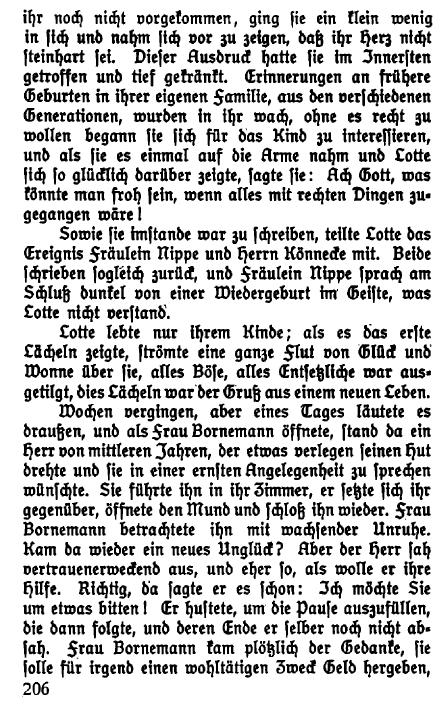 ihr noch nicht vorgekommen, ging sie ein klein wenig
in sich und nahm sich vor zu zeigen, daß ihr Herz nicht
steinhart sei. Dieser Ausdruck hatte sie im Innersten
getroffen und tief gekränkt. Erinnerungen an frühere
Geburten in ihrer eigenen Familie, aus den verschiedenen
Generationen, wurden in ihr wach, ohne es recht zu
wollen begann sie sich für das Kind zu interessieren,
und als sie es einmal auf die Arme nahm und Lotte
sich so glücklich darüber zeigte, sagte sie: Ach Gott, was
könnte man froh sein, wenn alles mit rechten Dingen zu-
gegangen wäre!
Sowie sie imstande war zu schreiben, teilte Lotte das
Ereignis Fräulein Nippe und Herrn Könnecke mit. Beide
schrieben sogleich zurück, und Fräulein Nippe sprach am
Schluß dunkel von einer Wiedergeburt im Geiste, was
Lotte nicht verstand.
Lotte lebte nur ihrem Kinde; als es das erste
Lächeln zeigte, strömte eine ganze Flut von Glück und
Wonne über sie, alles Böse, alles Entsetzliche war aus-
getilgt, dies Lächeln war der Gruß aus einem neuen Leben.
Wochen vergingen, aber eines Tages läutete es
draußen, und als Frau Bornemann öffnete, stand da ein
Herr von mittleren Jahren, der etwas verlegen seinen Hut
drehte und sie in einer ernsten Angelegenheit zu sprechen
wünschte. Sie führte ihn in ihr Zimmer, er setzte sich ihr
gegenüber, öffnete den Mund und schloß ihn wieder. Frau
Bornemann betrachtete ihn mit wachsender Unruhe.
Kam da wieder ein neues Unglück? Aber der Herr sah
vertrauenerweckend aus, und eher so, als wolle er ihre
Hilfe. Richtig, da sagte er es schon: Ich möchte Sie
um etwas bitten! Er hustete, um die Pause auszufüllen,
die dann folgte, und deren Ende er selber noch nicht ab-
sah. Frau Bornemann kam plötzlich der Gedanke, sie
solle für irgend einen wohltätigen Zweck Geld hergeben,
206